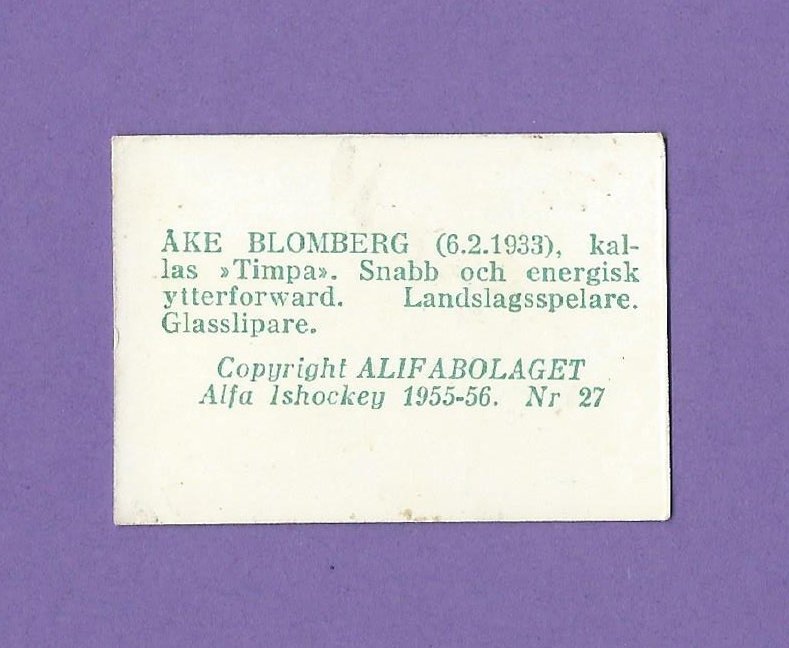 ÅKE BLOMBERG (6.2.1933), kal-
las »Timpa». Snabb och energisk
ytterforward. Landslagsspelare.
Glasslipare.
Copyright ALIFABOLAGET
Alfa Ishockey 1955-56. Nr 27